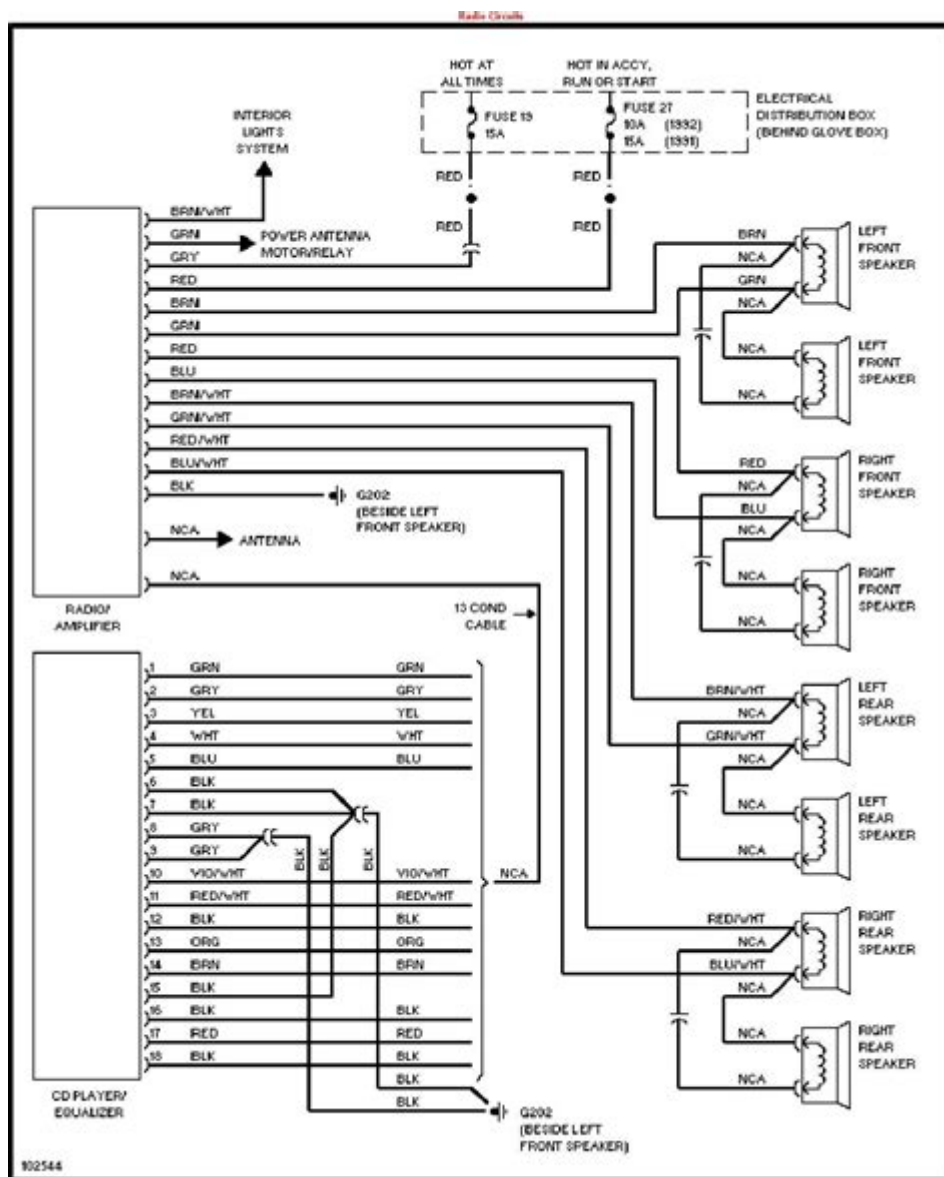 Radio Circuits
HOT AT
ALL TIMES
HOT IN ACCY,
RUN OR START
FUSE 19
15A
FUSE 27
10A (1992)
15A (1991)
ELECTRICAL
DISTRIBUTION BOX
(BEHIND GLOVE BOX)
INTERIOR
LIGHTS
SYSTEM
RED
RED
RED
RED
BRN/WHT
GRN
POWER ANTENNA
MOTOR/RELAY
GRY
RED
BRN
GRN
RED
BLU
BRN/WHT
GRN/WHT
RED/WHT
BLU/WHT
BLK
G202
(BESIDE LEFT
FRONT SPEAKER)
NCA
ANTENNA
NCA
RADIO/
AMPLIFIER
13 COND
CABLE
BRN
NCA
GRN
NCA
LEFT
FRONT
SPEAKER
NCA
NCA
LEFT
FRONT
SPEAKER
RED
NCA
BLU
NCA
RIGHT
FRONT
SPEAKER
NCA
NCA
RIGHT
FRONT
SPEAKER
BRN/WHT
NCA
GRN/WHT
NCA
LEFT
REAR
SPEAKER
NCA
NCA
LEFT
REAR
SPEAKER
RED/WHT
NCA
BLU/WHT
NCA
RIGHT
REAR
SPEAKER
NCA
NCA
RIGHT
REAR
SPEAKER
1 GRN GRN
2 GRY GRY
3 YEL YEL
4 WHT WHT
5 BLU BLU
6 BLK
7 BLK
8 GRY
9 GRY
BLK
BLK
BLK
10 VIO/WHT VIO/WHT
NCA
11 RED/WHT RED/WHT
12 BLK BLK
13 ORG ORG
14 BRN BRN
15 BLK
16 BLK BLK
17 RED RED
18 BLK BLK
BLK
BLK
CD PLAYER/
EQUALIZER
G202
(BESIDE LEFT
FRONT SPEAKER)
102544